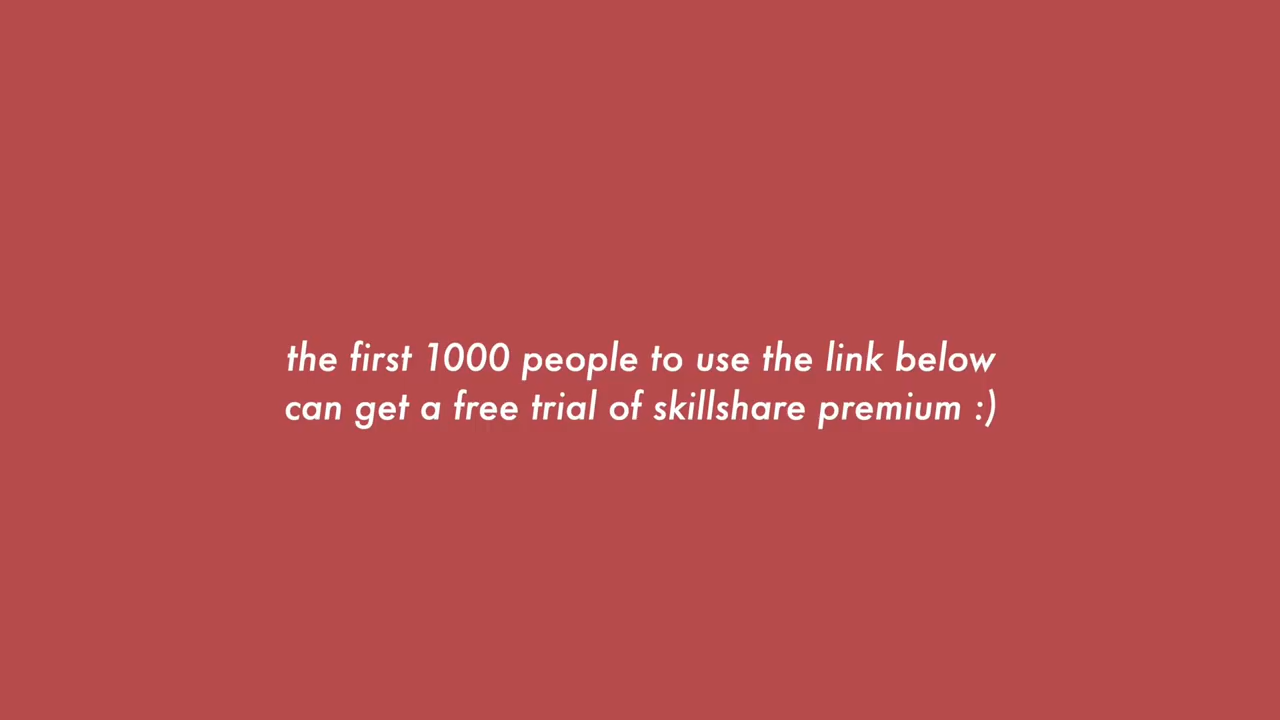 the first 1000 people to use the link below
can get a free trial of skillshare premium :)